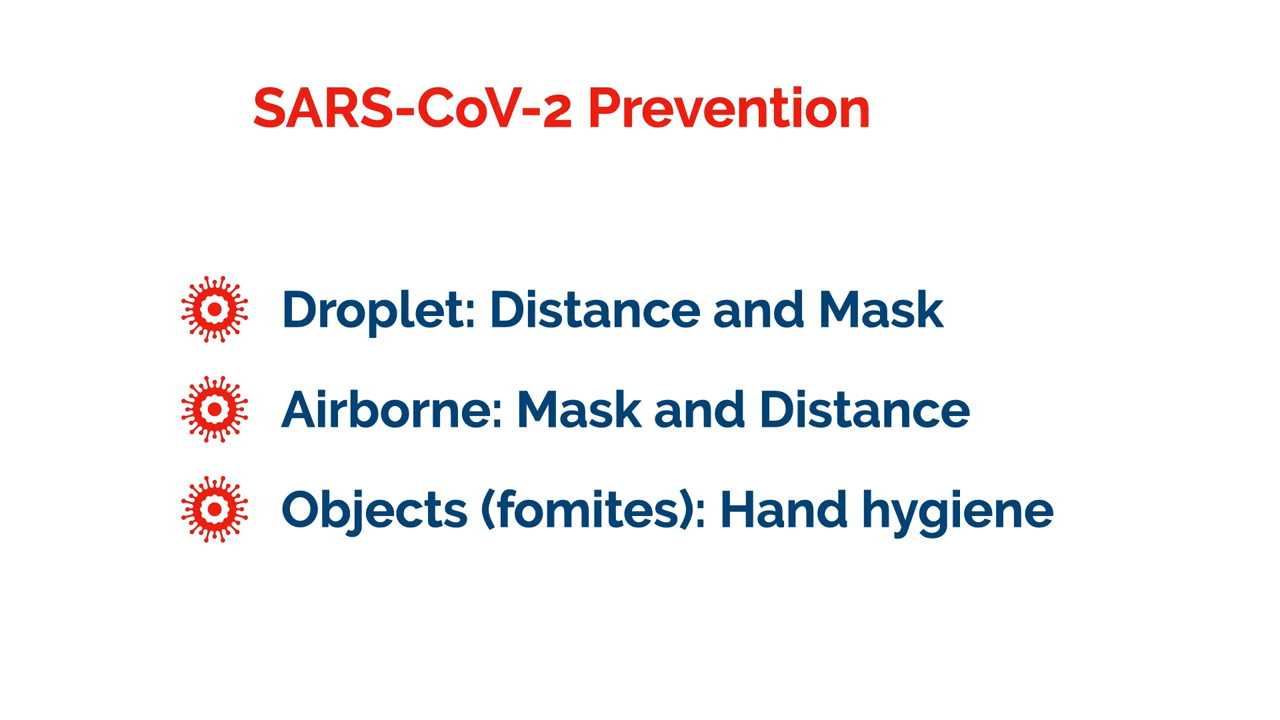 SARS-CoV-2 Prevention
Droplet: Distance and Mask
Airborne: Mask and Distance
Objects (fomites): Hand hygiene